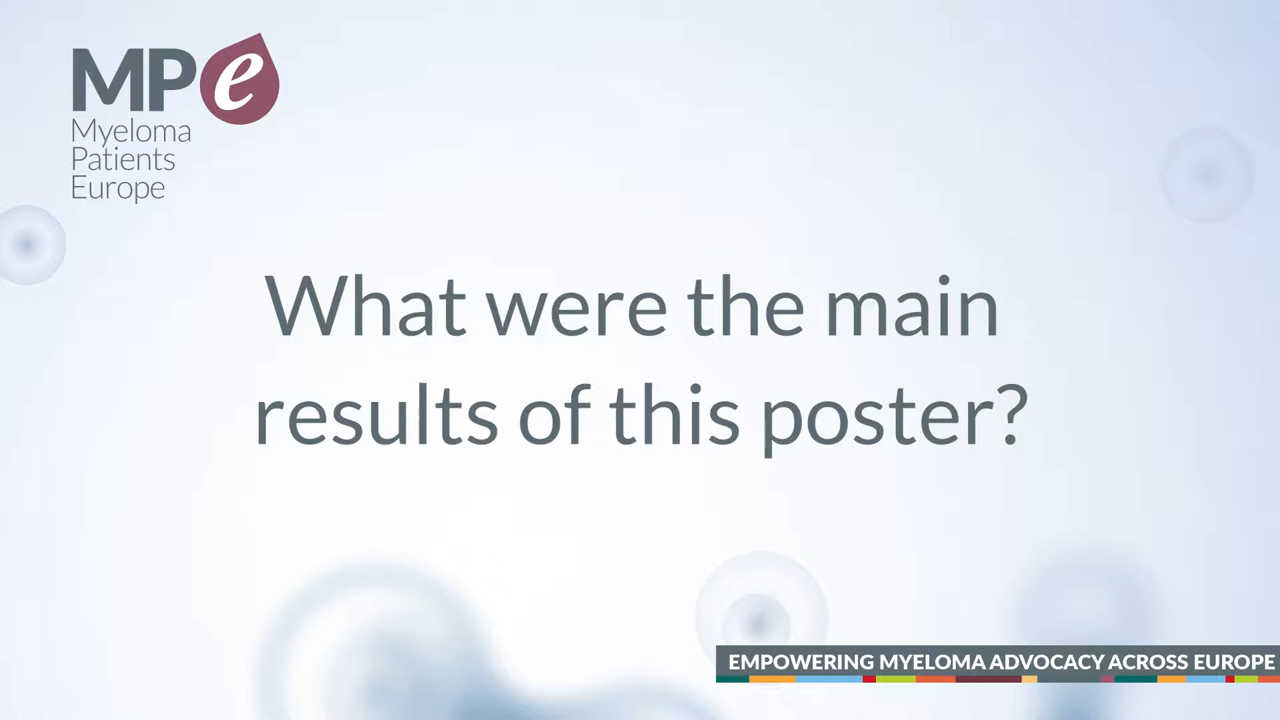 MPe
Myeloma
Patients
Europe
What were the main
results of this poster?
EMPOWERING MYELOMA ADVOCACY ACROSS EUROPE